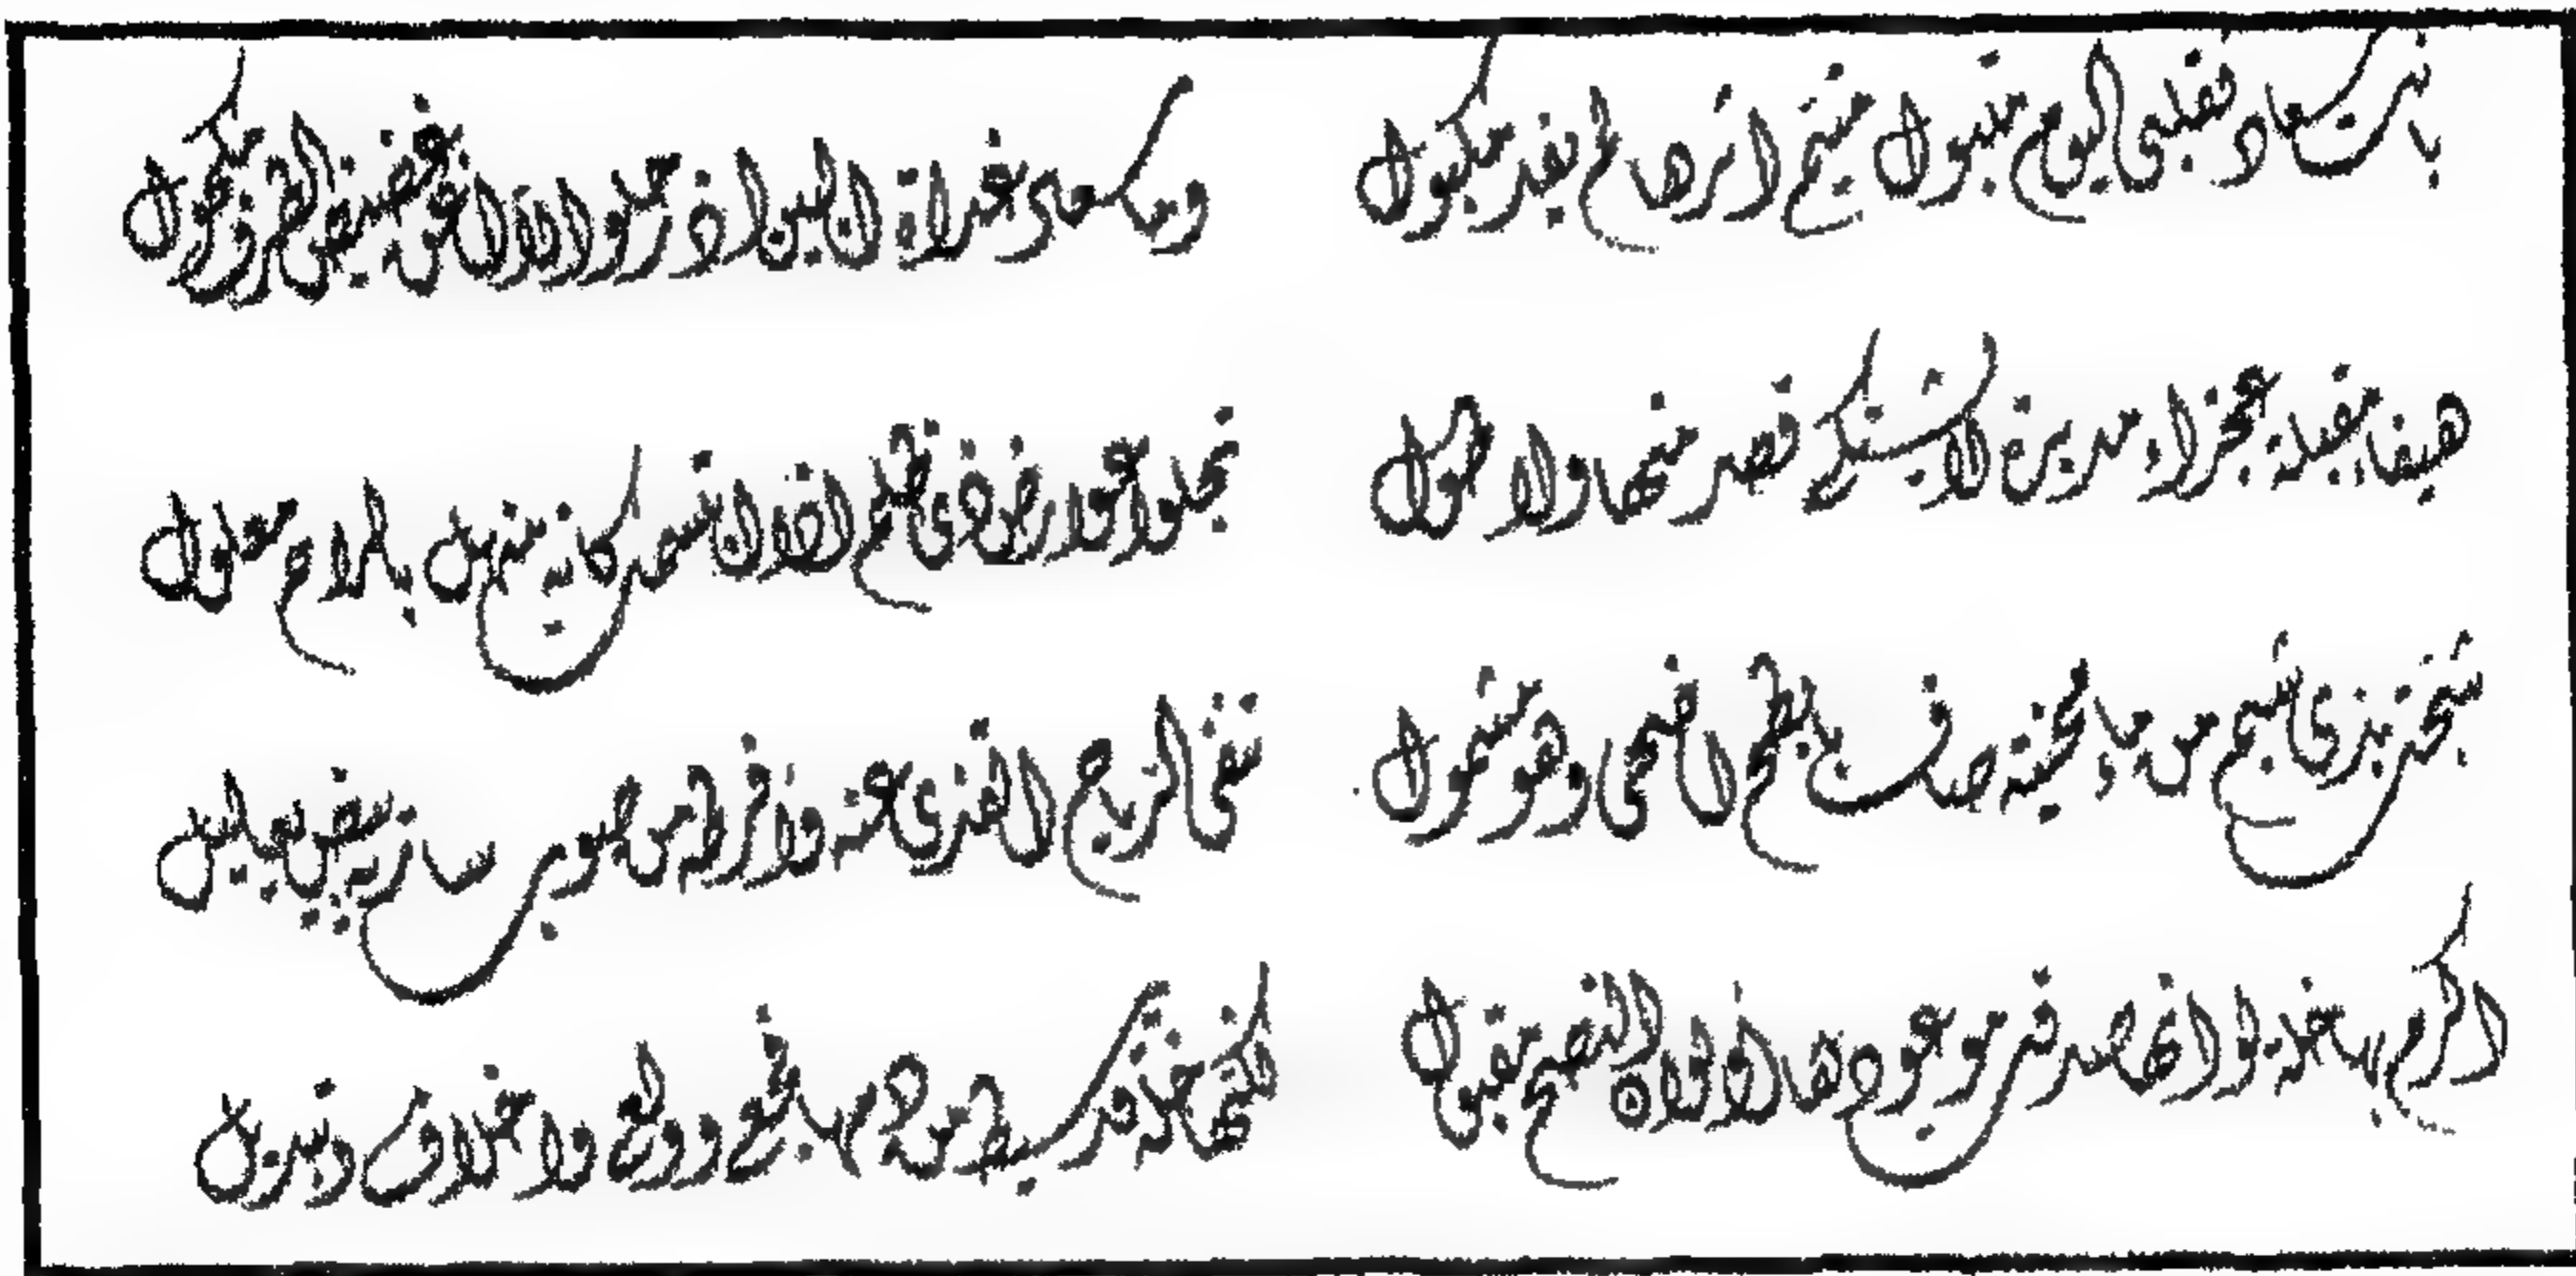 بانت سعاد فقلبي اليوم متبول متيم اثرها لم يفد مكبول
وما سعاد غداة البين اذ رحلوا الا اغن غضيض الطرف مكحول
هيفاء مقبلة عجزاء مدبرة لا يشتكى قصر منها ولا طول
تجلوا عوارض ذى ظلم اذا ابتسمت كانه منهل بالراح معلول
شجت بذى شبم من ماء محنية صاف بابطح اضحى وهو مشمول
تنفى الرياح القذى عنه وافرطه من صوب سارية بيض يعاليل
اكرم بها خلة لو انها صدقت موعودها او لو ان النصح مقبول
لكنها خلة قد سيط من دمها فجع وولع واخلاف وتبديل